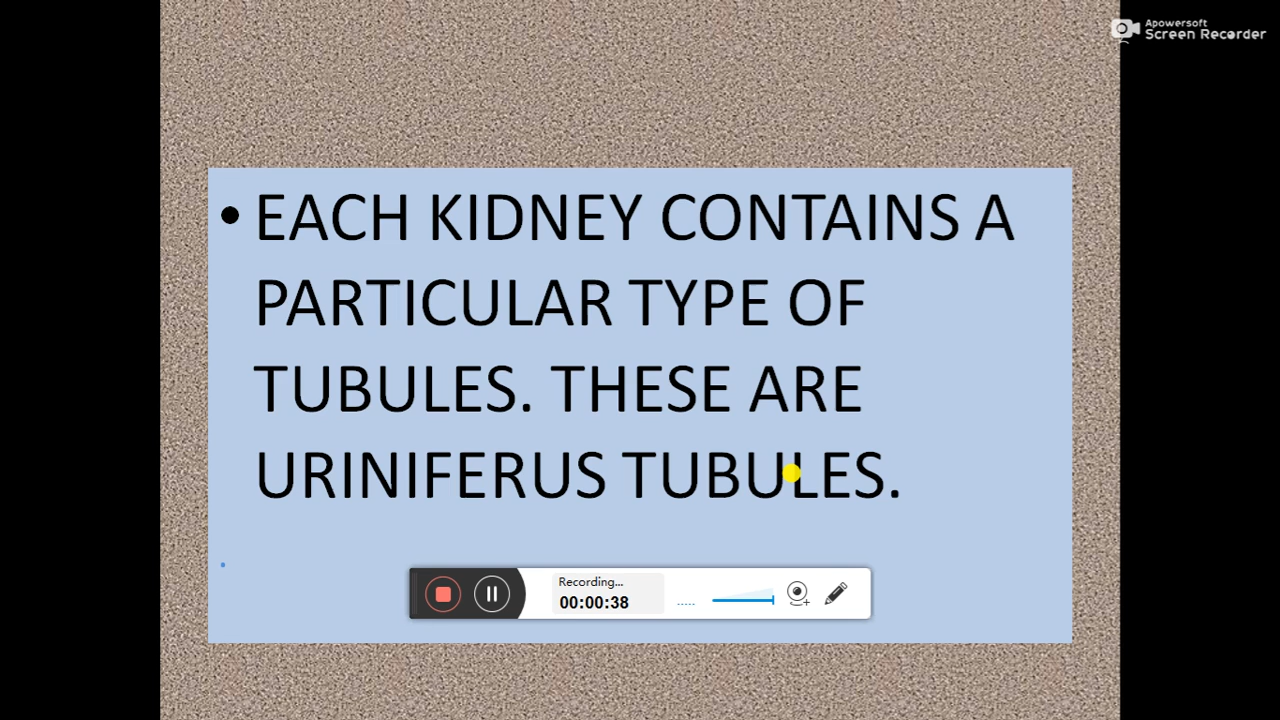 Apowersoft
Screen Recorder
• EACH KIDNEY CONTAINS A
PARTICULAR TYPE OF
TUBULES. THESE ARE
URINIFERUS TUBULES.
•
Recording...
00:00:38